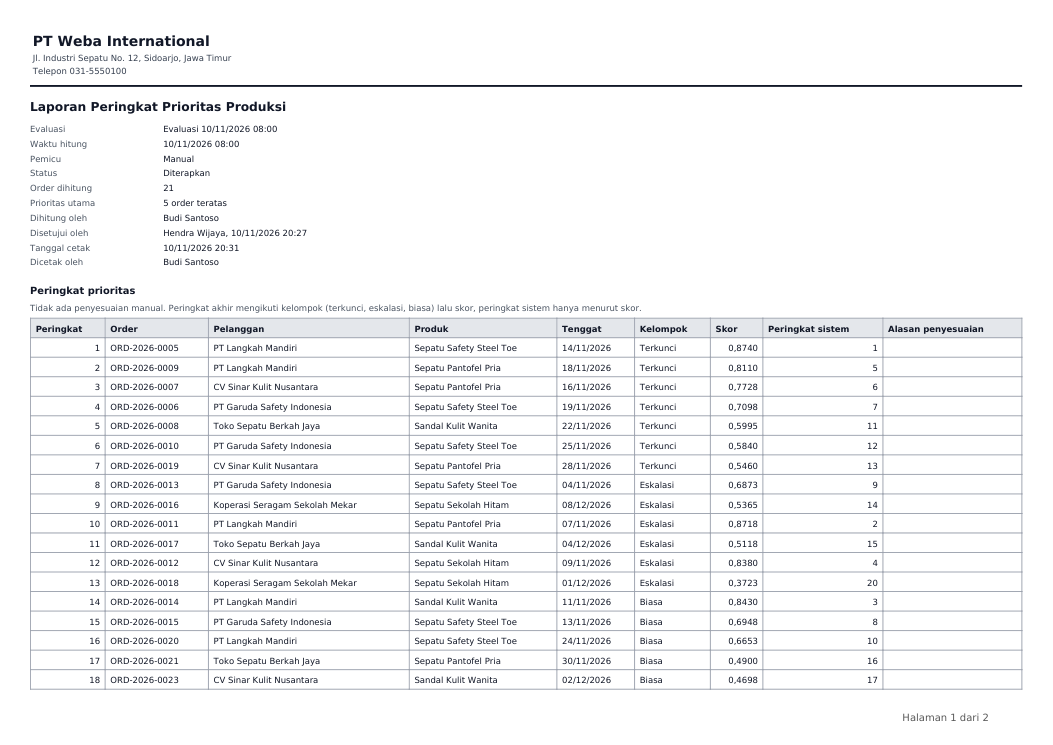 PT Weba International
Jl. Industri Sepatu No. 12, Sidoarjo, Jawa Timur
Telepon 031-5550100
Laporan Peringkat Prioritas Produksi
Evaluasi Evaluasi 10/11/2026 08:00
Waktu hitung 10/11/2026 08:00
Pemicu Manual
Status Diterapkan
Order dihitung 21
Prioritas utama 5 order teratas
Dihitung oleh Budi Santoso
Disetujui oleh Hendra Wijaya, 10/11/2026 20:27
Tanggal cetak 10/11/2026 20:31
Dicetak oleh Budi Santoso
Peringkat prioritas
Tidak ada penyesuaian manual. Peringkat akhir mengikuti kelompok (terkunci, eskalasi, biasa) lalu skor, peringkat sistem hanya menurut skor.
Peringkat Order Pelanggan Produk Tenggat Kelompok Skor Peringkat sistem Alasan penyesuaian
1 ORD-2026-0005 PT Langkah Mandiri Sepatu Safety Steel Toe 14/11/2026 Terkunci 0,8740 1
2 ORD-2026-0009 PT Langkah Mandiri Sepatu Pantofel Pria 18/11/2026 Terkunci 0,8110 5
3 ORD-2026-0007 CV Sinar Kulit Nusantara Sepatu Pantofel Pria 16/11/2026 Terkunci 0,7728 6
4 ORD-2026-0006 PT Garuda Safety Indonesia Sepatu Safety Steel Toe 19/11/2026 Terkunci 0,7098 7
5 ORD-2026-0008 Toko Sepatu Berkah Jaya Sandal Kulit Wanita 22/11/2026 Terkunci 0,5995 11
6 ORD-2026-0010 PT Garuda Safety Indonesia Sepatu Safety Steel Toe 25/11/2026 Terkunci 0,5840 12
7 ORD-2026-0019 CV Sinar Kulit Nusantara Sepatu Pantofel Pria 28/11/2026 Terkunci 0,5460 13
8 ORD-2026-0013 PT Garuda Safety Indonesia Sepatu Safety Steel Toe 04/11/2026 Eskalasi 0,6873 9
9 ORD-2026-0016 Koperasi Seragam Sekolah Mekar Sepatu Sekolah Hitam 08/12/2026 Eskalasi 0,5365 14
10 ORD-2026-0011 PT Langkah Mandiri Sepatu Pantofel Pria 07/11/2026 Eskalasi 0,8718 2
11 ORD-2026-0017 Toko Sepatu Berkah Jaya Sandal Kulit Wanita 04/12/2026 Eskalasi 0,5118 15
12 ORD-2026-0012 CV Sinar Kulit Nusantara Sepatu Sekolah Hitam 09/11/2026 Eskalasi 0,8380 4
13 ORD-2026-0018 Koperasi Seragam Sekolah Mekar Sepatu Sekolah Hitam 01/12/2026 Eskalasi 0,3723 20
14 ORD-2026-0014 PT Langkah Mandiri Sandal Kulit Wanita 11/11/2026 Biasa 0,8430 3
15 ORD-2026-0015 PT Garuda Safety Indonesia Sepatu Safety Steel Toe 13/11/2026 Biasa 0,6948 8
16 ORD-2026-0020 PT Langkah Mandiri Sepatu Safety Steel Toe 24/11/2026 Biasa 0,6653 10
17 ORD-2026-0021 Toko Sepatu Berkah Jaya Sepatu Pantofel Pria 30/11/2026 Biasa 0,4900 16
18 ORD-2026-0023 CV Sinar Kulit Nusantara Sandal Kulit Wanita 02/12/2026 Biasa 0,4698 17
Halaman 1 dari 2